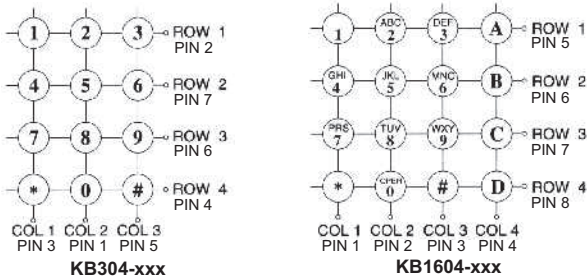 1 2 3 ROW 1
PIN 2
4 5 6 ROW 2
PIN 7
7 8 9 ROW 3
PIN 6
* 0 # ROW 4
PIN 4
COL 1 COL 2 COL 3
PIN 3 PIN 1 PIN 5
KB304-xxx
1 ABC 2 DEF 3 A ROW 1
PIN 5
GHI 4 JKL 5 MNC 6 B ROW 2
PIN 6
PRS 7 TUV 8 WXY 9 C ROW 3
PIN 7
* OPER 0 # D ROW 4
PIN 8
COL 1 COL 2 COL 3 COL 4
PIN 1 PIN 2 PIN 3 PIN 4
KB1604-xxx